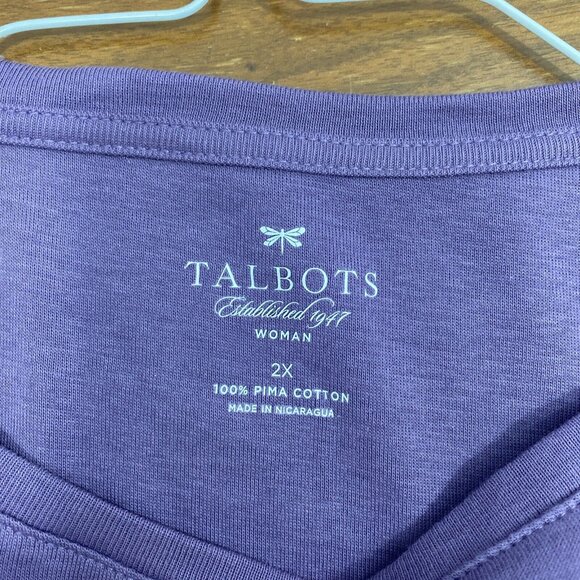 TALBOTS
Established 1947
WOMAN
2X
100% PIMA COTTON
MADE IN NICARAGUA